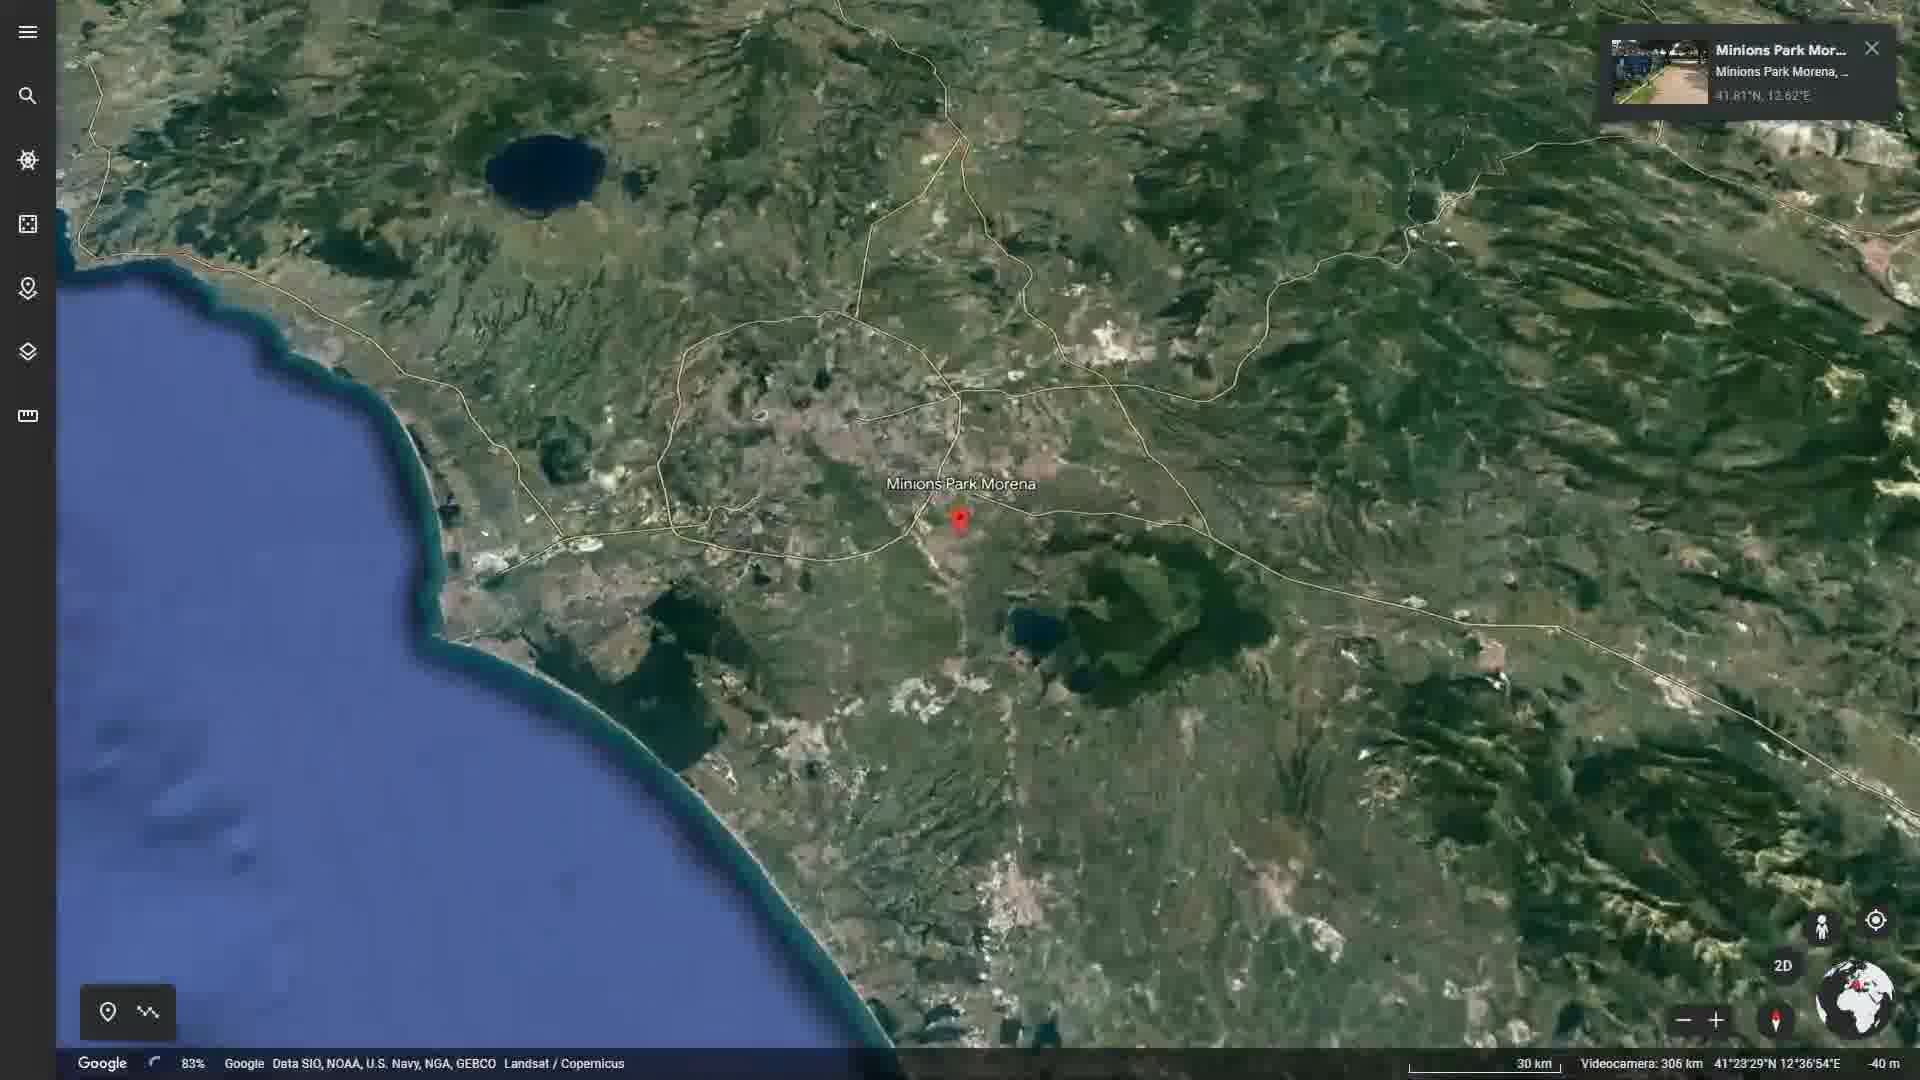 Minions Park Mor...
Minions Park Morena, ...
41.81°N, 12.62°E
Minions Park Morena
2D
Google 83% Google Data SIO, NOAA, U.S. Navy, NGA, GEBCO Landsat / Copernicus 30 km Videocamera: 306 km 41°23'29"N 12°36'54"E -40 m